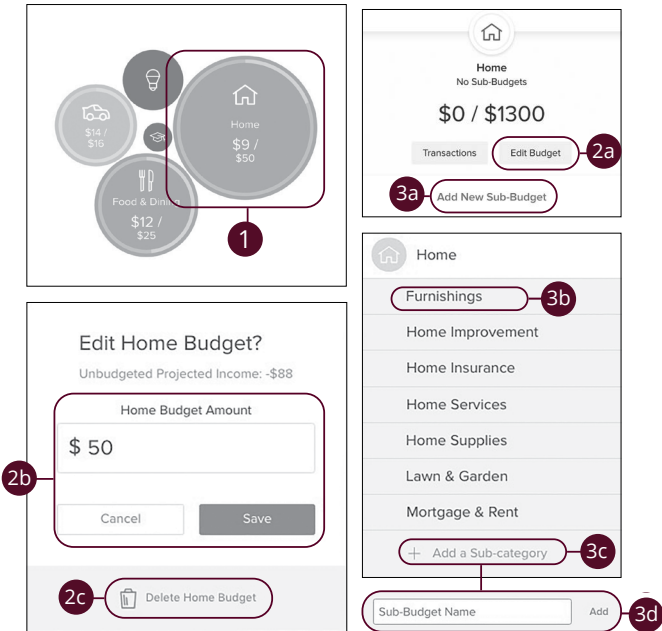 $14 /
$16
Home
$9 /
$50
Food & Dining
$12 /
$25
1
Home
No Sub-Budgets
$0 / $1300
Transactions
Edit Budget
2a
3a
Add New Sub-Budget
Home
Furnishings
3b
Home Improvement
Home Insurance
Home Services
Home Supplies
Lawn & Garden
Mortgage & Rent
+ Add a Sub-category
3c
Sub-Budget Name
Add
3d
Edit Home Budget?
Unbudgeted Projected Income: -$88
Home Budget Amount
$ 50
2b
Cancel
Save
2c
Delete Home Budget